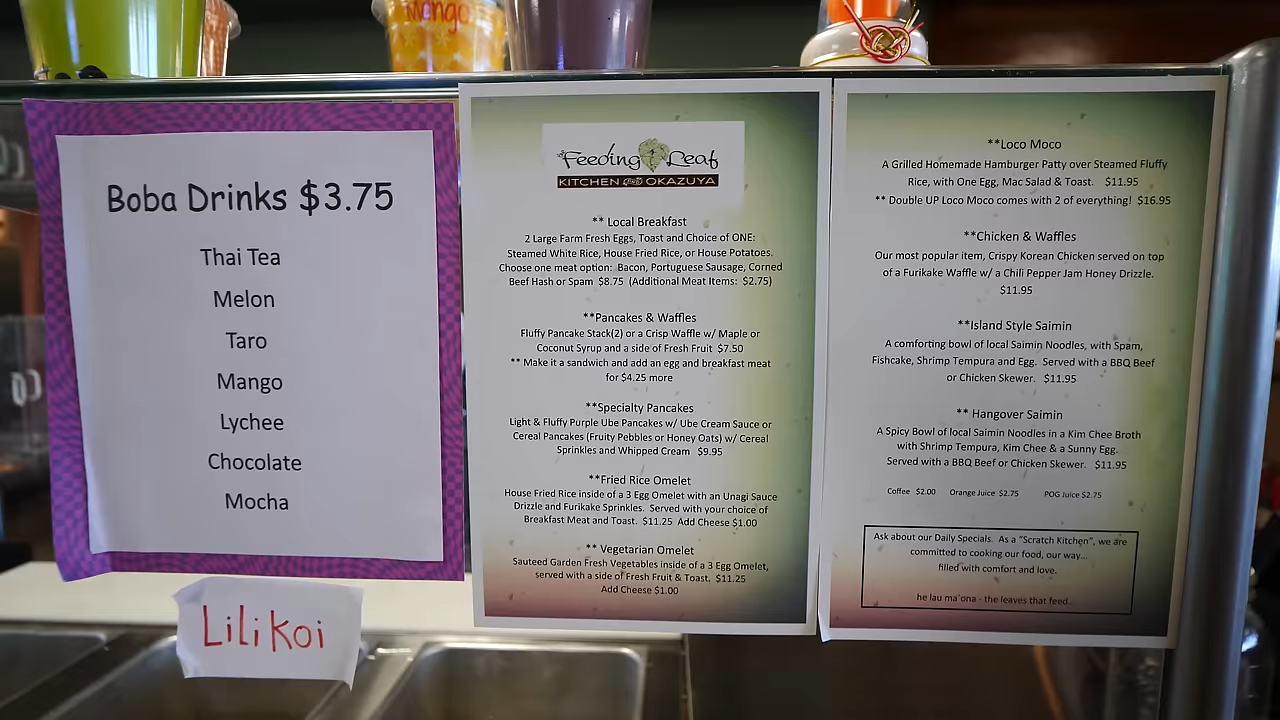 mango
Boba Drinks $3.75
Thai Tea
Melon
Taro
Mango
Lychee
Chocolate
Mocha
Lilikoi
Feeding Leaf
KITCHEN and OKAZUYA
** Local Breakfast
2 Large Farm Fresh Eggs, Toast and Choice of ONE:
Steamed White Rice, House Fried Rice, or House Potatoes.
Choose one meat option: Bacon, Portuguese Sausage, Corned
Beef Hash or Spam $8.75 (Additional Meat Items: $2.75)
**Pancakes & Waffles
Fluffy Pancake Stack(2) or a Crisp Waffle w/ Maple or
Coconut Syrup and a side of Fresh Fruit $7.50
** Make it a sandwich and add an egg and breakfast meat
for $4.25 more
**Specialty Pancakes
Light & Fluffy Purple Ube Pancakes w/ Ube Cream Sauce or
Cereal Pancakes (Fruity Pebbles or Honey Oats) w/ Cereal
Sprinkles and Whipped Cream $9.95
**Fried Rice Omelet
House Fried Rice inside of a 3 Egg Omelet with an Unagi Sauce
Drizzle and Furikake Sprinkles. Served with your choice of
Breakfast Meat and Toast. $11.25 Add Cheese $1.00
** Vegetarian Omelet
Sauteed Garden Fresh Vegetables inside of a 3 Egg Omelet,
served with a side of Fresh Fruit & Toast. $11.25
Add Cheese $1.00
**Loco Moco
A Grilled Homemade Hamburger Patty over Steamed Fluffy
Rice, with One Egg, Mac Salad & Toast. $11.95
** Double UP Loco Moco comes with 2 of everything! $16.95
**Chicken & Waffles
Our most popular item, Crispy Korean Chicken served on top
of a Furikake Waffle w/ a Chili Pepper Jam Honey Drizzle.
$11.95
**Island Style Saimin
A comforting bowl of local Saimin Noodles, with Spam,
Fishcake, Shrimp Tempura and Egg. Served with a BBQ Beef
or Chicken Skewer. $11.95
** Hangover Saimin
A Spicy Bowl of local Saimin Noodles in a Kim Chee Broth
with Shrimp Tempura, Kim Chee & a Sunny Egg.
Served with a BBQ Beef or Chicken Skewer. $11.95
Coffee $2.00 Orange Juice $2.75 POG Juice $2.75
Ask about our Daily Specials. As a "Scratch Kitchen", we are
committed to cooking our food, our way...
filled with comfort and love.
he lau ma'ona - the leaves that feed.